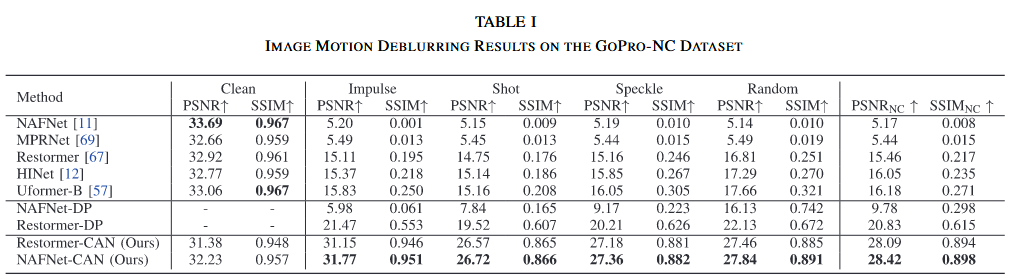 TABLE I
IMAGE MOTION DEBLURRING RESULTS ON THE GOPRO-NC DATASET
Method Clean Impulse Shot Speckle Random PSNRNC ↑ SSIMNC ↑
PSNR↑ SSIM↑ PSNR↑ SSIM↑ PSNR↑ SSIM↑ PSNR↑ SSIM↑ PSNR↑ SSIM↑
NAFNet [11] 33.69 0.967 5.20 0.001 5.15 0.009 5.19 0.010 5.14 0.010 5.17 0.008
MPRNet [69] 32.66 0.959 5.49 0.013 5.45 0.013 5.44 0.015 5.49 0.019 5.44 0.015
Restormer [67] 32.92 0.961 15.11 0.195 14.75 0.176 15.16 0.246 16.81 0.251 15.46 0.217
HINet [12] 32.77 0.959 15.37 0.218 15.14 0.186 15.85 0.267 17.29 0.270 16.05 0.235
Uformer-B [57] 33.06 0.967 15.83 0.250 15.16 0.208 16.05 0.305 17.66 0.321 16.18 0.271
NAFNet-DP - - 5.98 0.061 7.84 0.165 9.17 0.223 16.13 0.742 9.78 0.298
Restormer-DP - - 21.47 0.553 19.52 0.607 20.21 0.626 22.13 0.672 20.83 0.615
Restormer-CAN (Ours) 31.38 0.948 31.15 0.946 26.57 0.865 27.18 0.881 27.46 0.885 28.09 0.894
NAFNet-CAN (Ours) 32.23 0.957 31.77 0.951 26.72 0.866 27.36 0.882 27.84 0.891 28.42 0.898